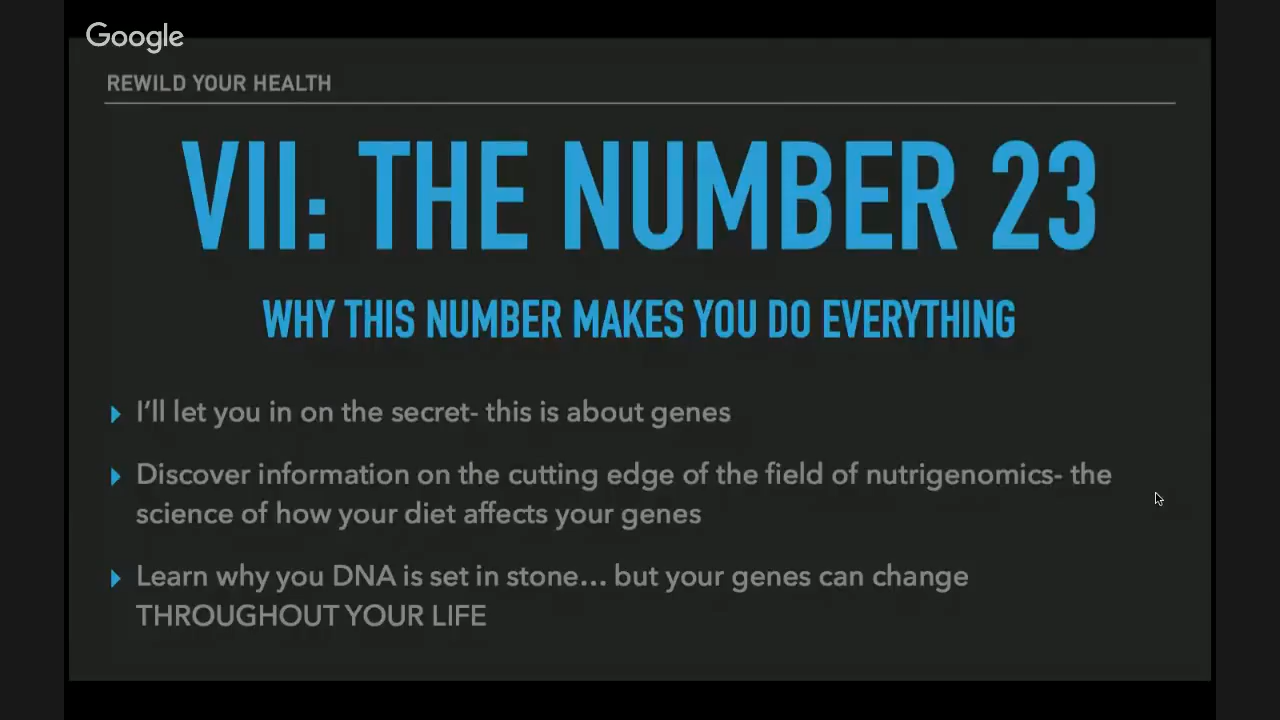 Google
REWILD YOUR HEALTH
VII: THE NUMBER 23
WHY THIS NUMBER MAKES YOU DO EVERYTHING
I'll let you in on the secret- this is about genes
Discover information on the cutting edge of the field of nutrigenomics- the
science of how your diet affects your genes
Learn why you DNA is set in stone… but your genes can change
THROUGHOUT YOUR LIFE